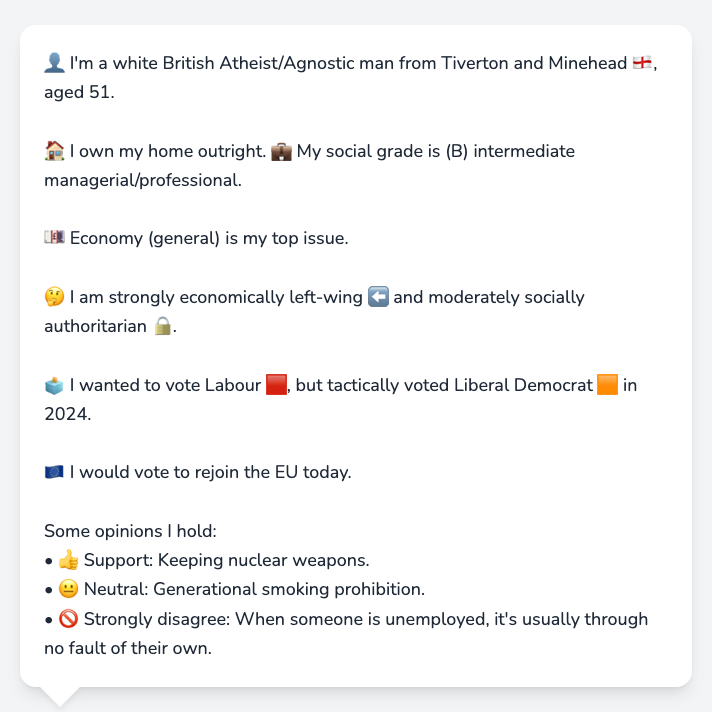 👤 I'm a white British Atheist/Agnostic man from Tiverton and Minehead 🏴󠁧󠁢󠁥󠁮󠁧󠁿,
aged 51.
🏠 I own my home outright. 💼 My social grade is (B) intermediate
managerial/professional.
💷 Economy (general) is my top issue.
🤔 I am strongly economically left-wing ⬅️ and moderately socially
authoritarian 🔒.
🗳️ I wanted to vote Labour 🟥, but tactically voted Liberal Democrat 🟧 in
2024.
🇪🇺 I would vote to rejoin the EU today.
Some opinions I hold:
• 👍 Support: Keeping nuclear weapons.
• 😐 Neutral: Generational smoking prohibition.
• 🚫 Strongly disagree: When someone is unemployed, it's usually through
no fault of their own.